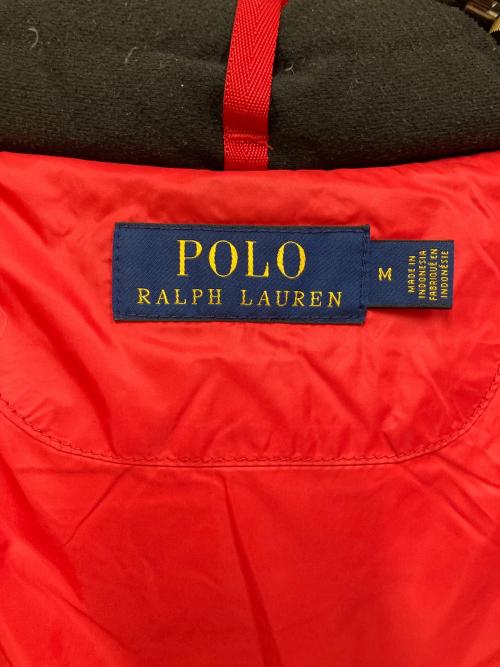 POLO
RALPH LAUREN
M
MADE IN
INDONESIA
FABRIQUÉ EN
INDONÉSIE